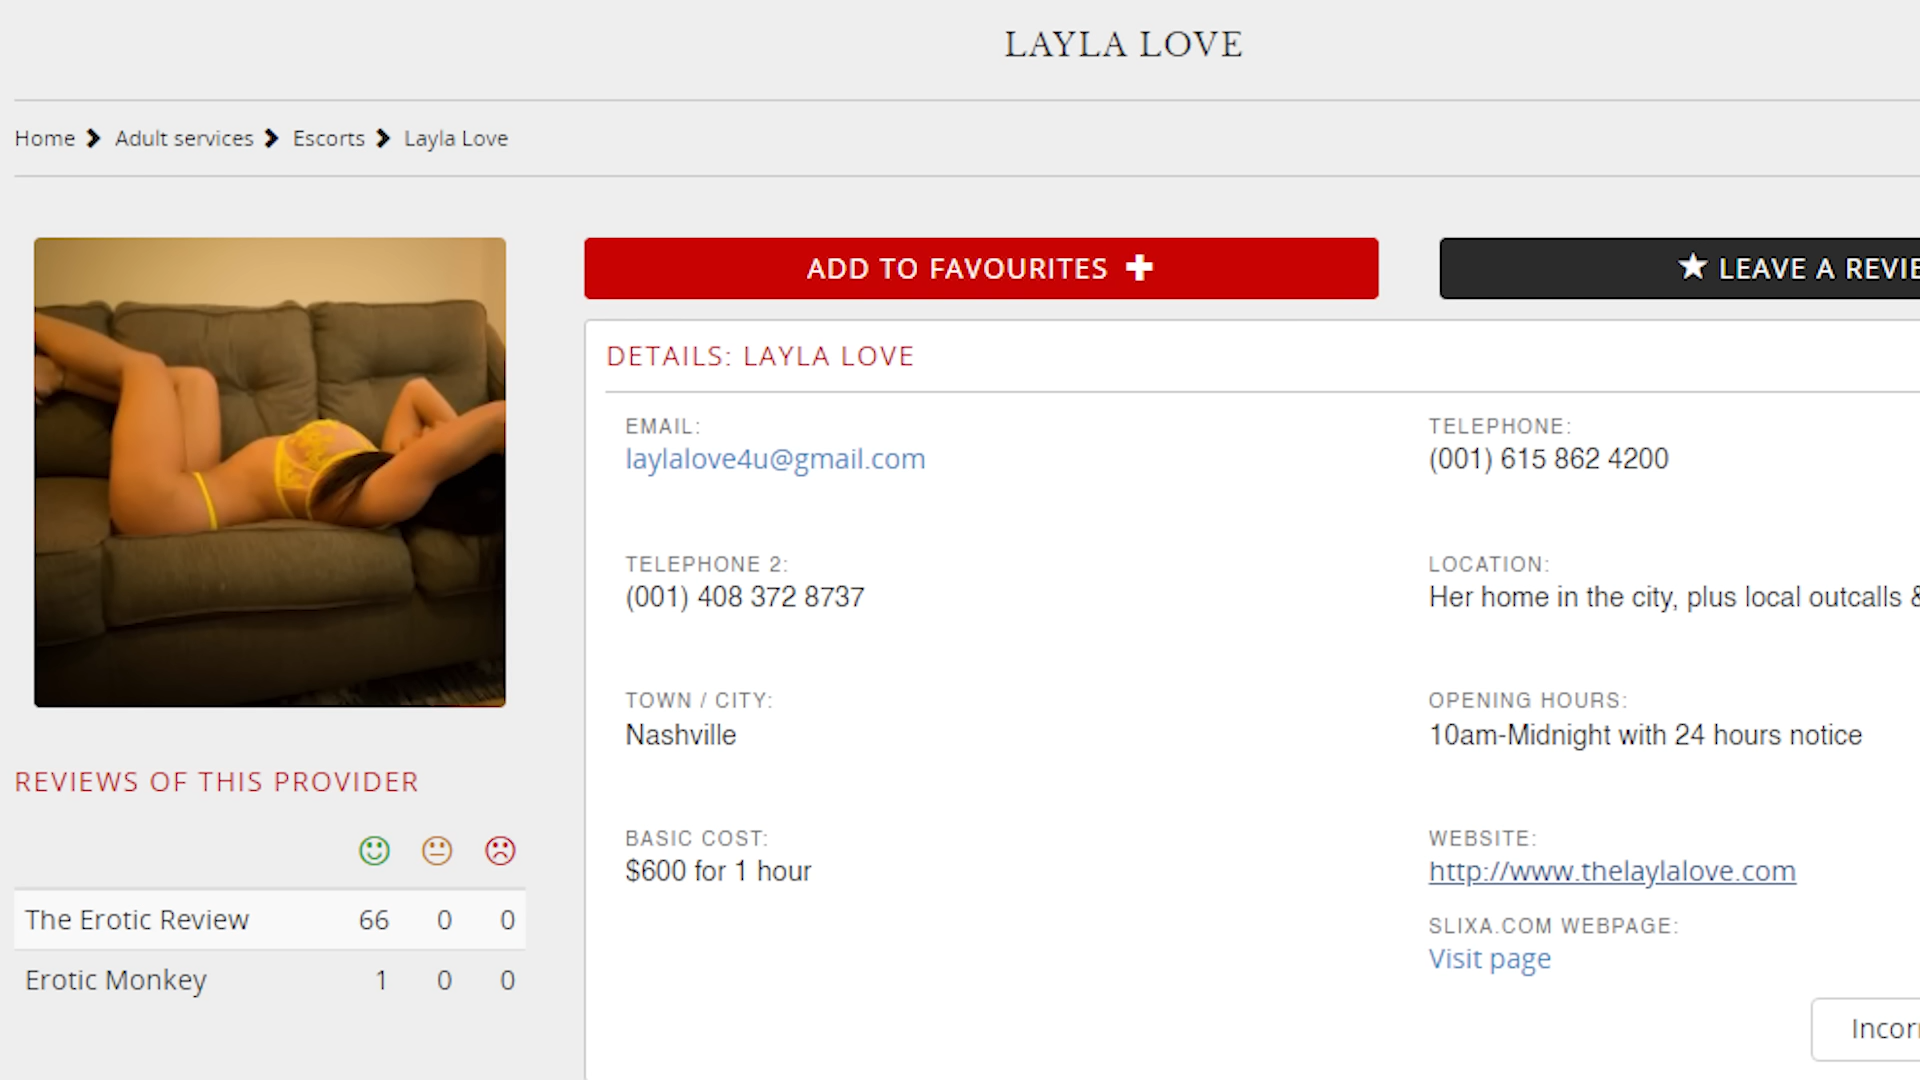 LAYLA LOVE
Home Adult services Escorts Layla Love
ADD TO FAVOURITES
LEAVE A REVIE
DETAILS: LAYLA LOVE
EMAIL:
laylalove4u@gmail.com
TELEPHONE:
(001) 615 862 4200
TELEPHONE 2:
(001) 408 372 8737
LOCATION:
Her home in the city, plus local outcalls &
TOWN / CITY:
Nashville
OPENING HOURS:
10am-Midnight with 24 hours notice
BASIC COST:
$600 for 1 hour
WEBSITE:
http://www.thelaylalove.com
SLIXA.COM WEBPAGE:
Visit page
Incorr
REVIEWS OF THIS PROVIDER
The Erotic Review 66 0 0
Erotic Monkey 1 0 0